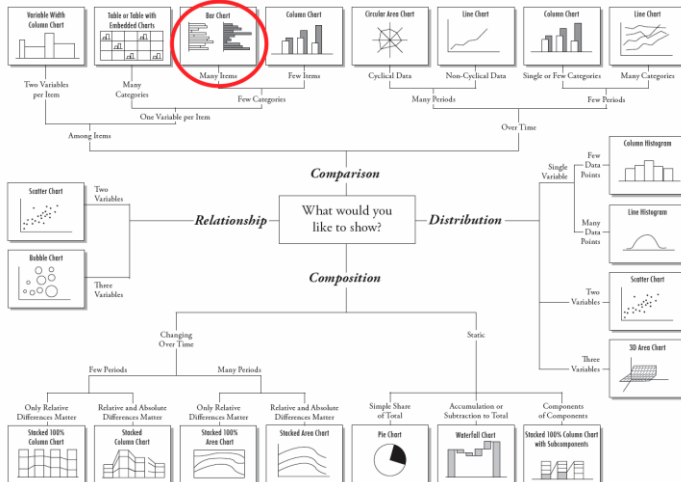 Variable Width
Column Chart
Table or Table with
Embedded Charts
Bar Chart
Column Chart
Circular Area Chart
Line Chart
Column Chart
Line Chart
Two Variables
per Item
Many
Categories
Many Items
Few Items
Cyclical Data
Non-Cyclical Data
Single or Few Categories
Many Categories
Few Categories
Many Periods
Few Periods
One Variable per Item
Among Items
Over Time
Comparison
What would you
like to show?
Relationship
Distribution
Composition
Scatter Chart
Two
Variables
Bubble Chart
Three
Variables
Single
Variable
Few
Data
Points
Column Histogram
Many
Data
Points
Line Histogram
Two
Variables
Scatter Chart
Three
Variables
3D Area Chart
Changing
Over Time
Static
Few Periods
Many Periods
Only Relative
Differences Matter
Relative and Absolute
Differences Matter
Only Relative
Differences Matter
Relative and Absolute
Differences Matter
Simple Share
of Total
Accumulation or
Subtraction to Total
Components
of Components
Stacked 100%
Column Chart
Stacked
Column Chart
Stacked 100%
Area Chart
Stacked Area Chart
Pie Chart
Waterfall Chart
Stacked 100% Column Chart
with Subcomponents